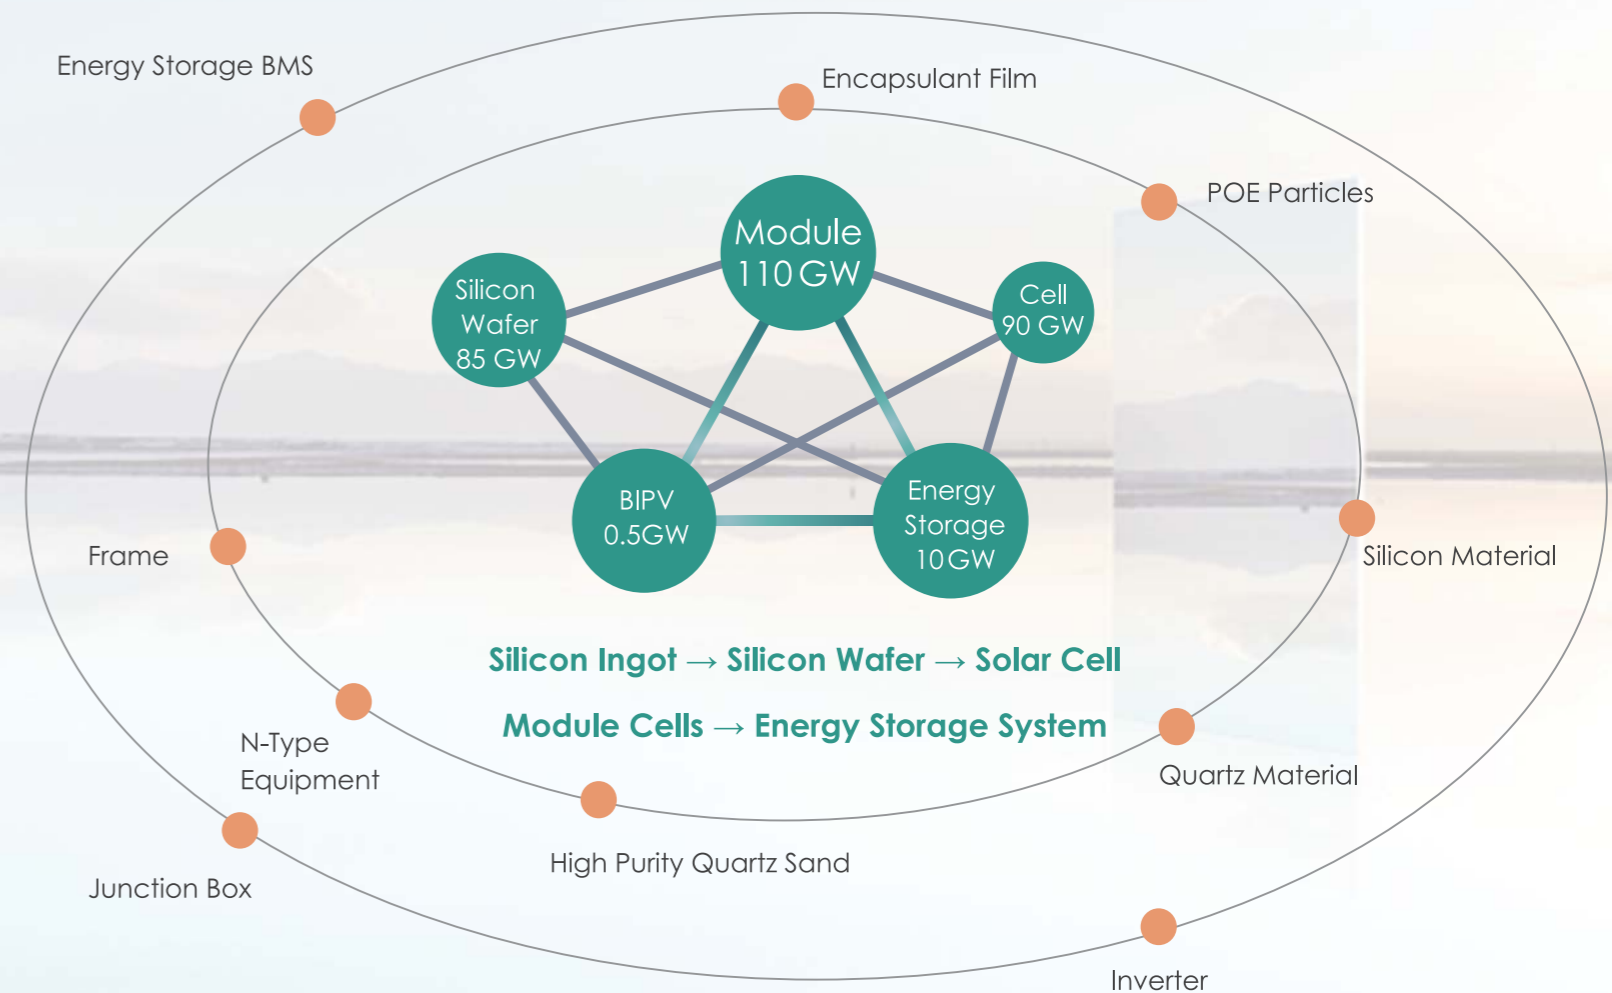 Energy Storage BMS
Encapsulant Film
POE Particles
Module
110 GW
Silicon
Wafer
85 GW
Cell
90 GW
BIPV
0.5GW
Energy
Storage
10 GW
Frame
Silicon Material
Silicon Ingot → Silicon Wafer → Solar Cell
Module Cells → Energy Storage System
N-Type
Equipment
Quartz Material
High Purity Quartz Sand
Junction Box
Inverter